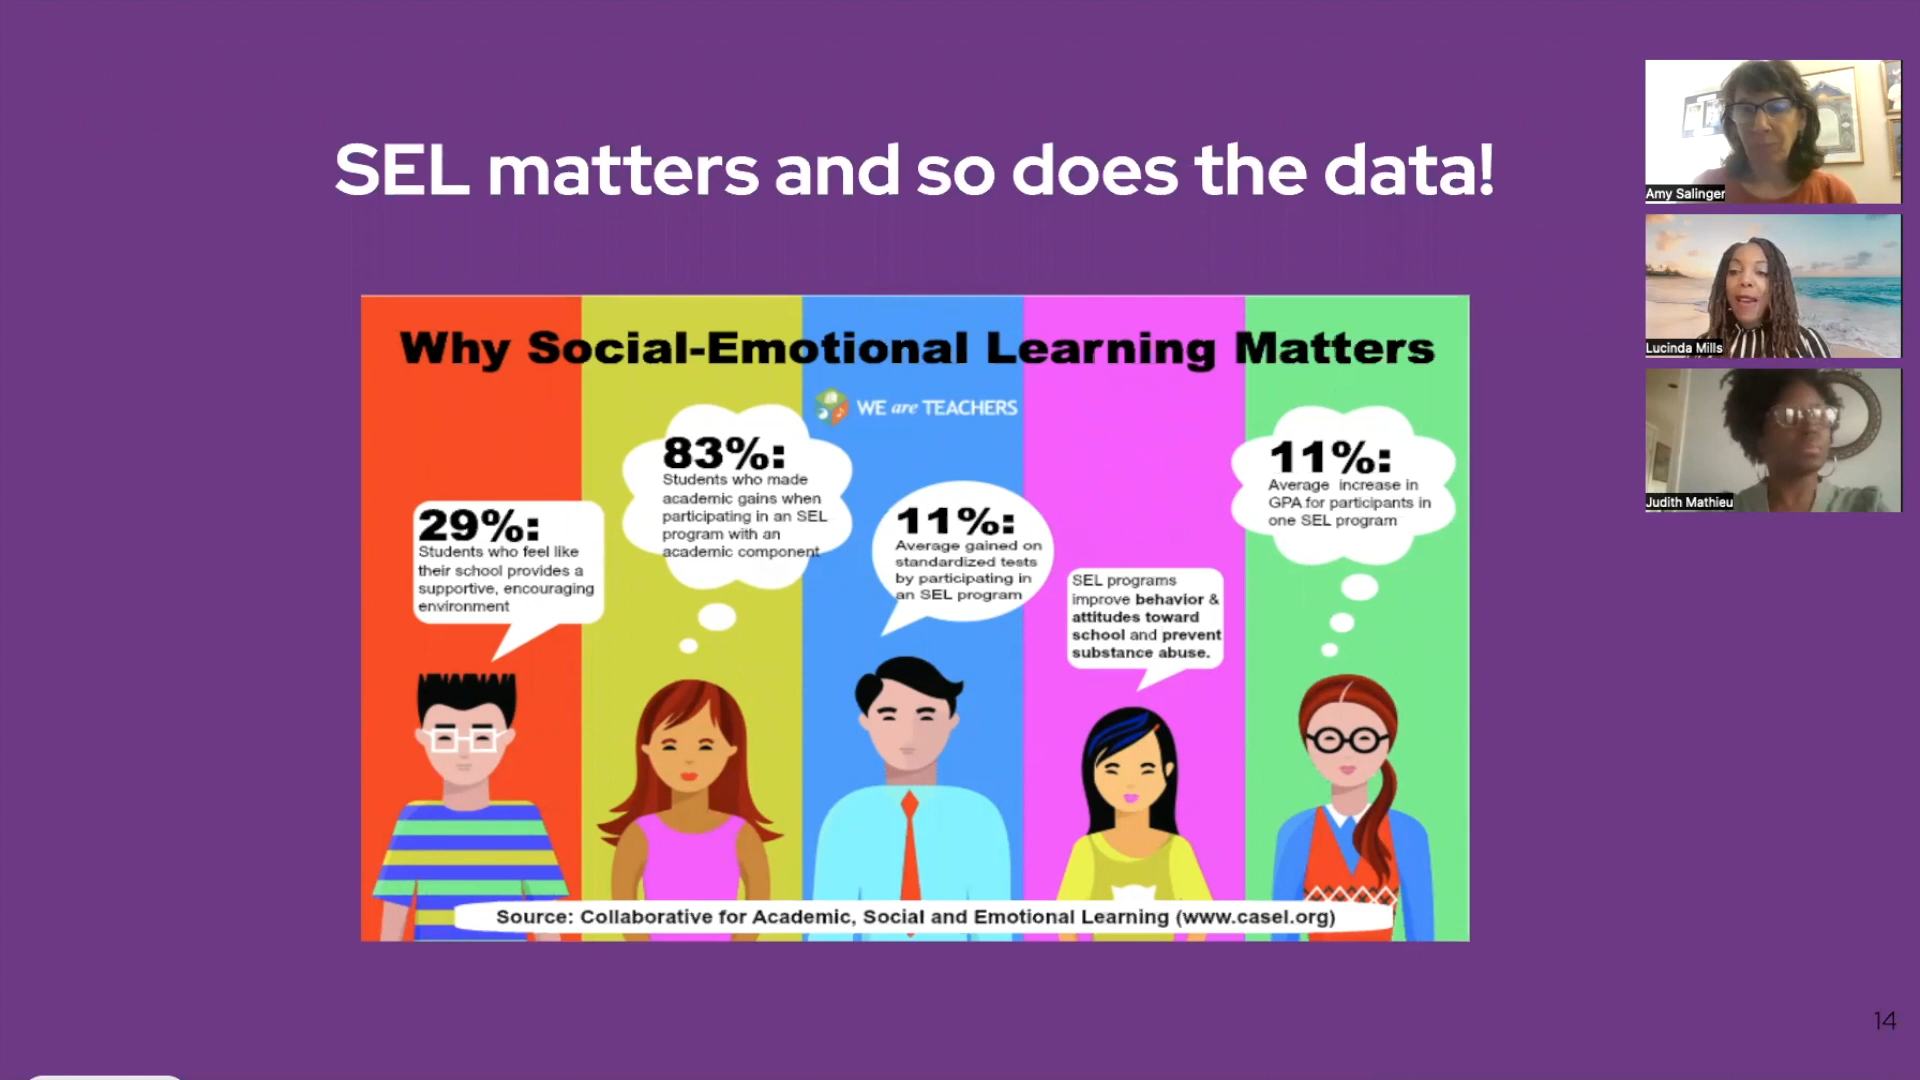 SEL matters and so does the data!
Why Social-Emotional Learning Matters
WE are TEACHERS
29%:
Students who feel like
their school provides a
supportive, encouraging
environment
83%:
Students who made
academic gains when
participating in an SEL
program with an
academic component
11%:
Average gained on
standardized tests
by participating in
an SEL program
SEL programs
improve behavior &
attitudes toward
school and prevent
substance abuse.
11%:
Average increase in
GPA for participants in
one SEL program
Source: Collaborative for Academic, Social and Emotional Learning (www.casel.org)
Amy Salinger
Lucinda Mills
Judith Mathieu
14